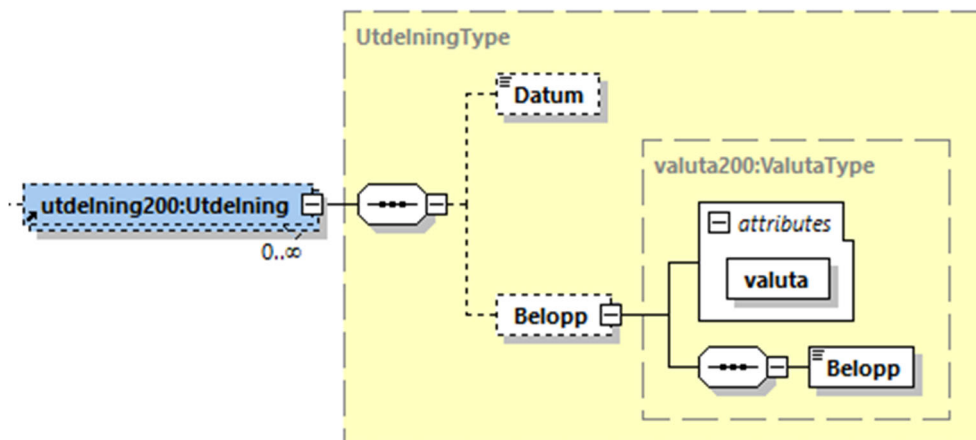 UtdelningType
Datum
valuta200:ValutaType
utdelning200:Utdelning
attributes
0..∞
valuta
Belopp
Belopp